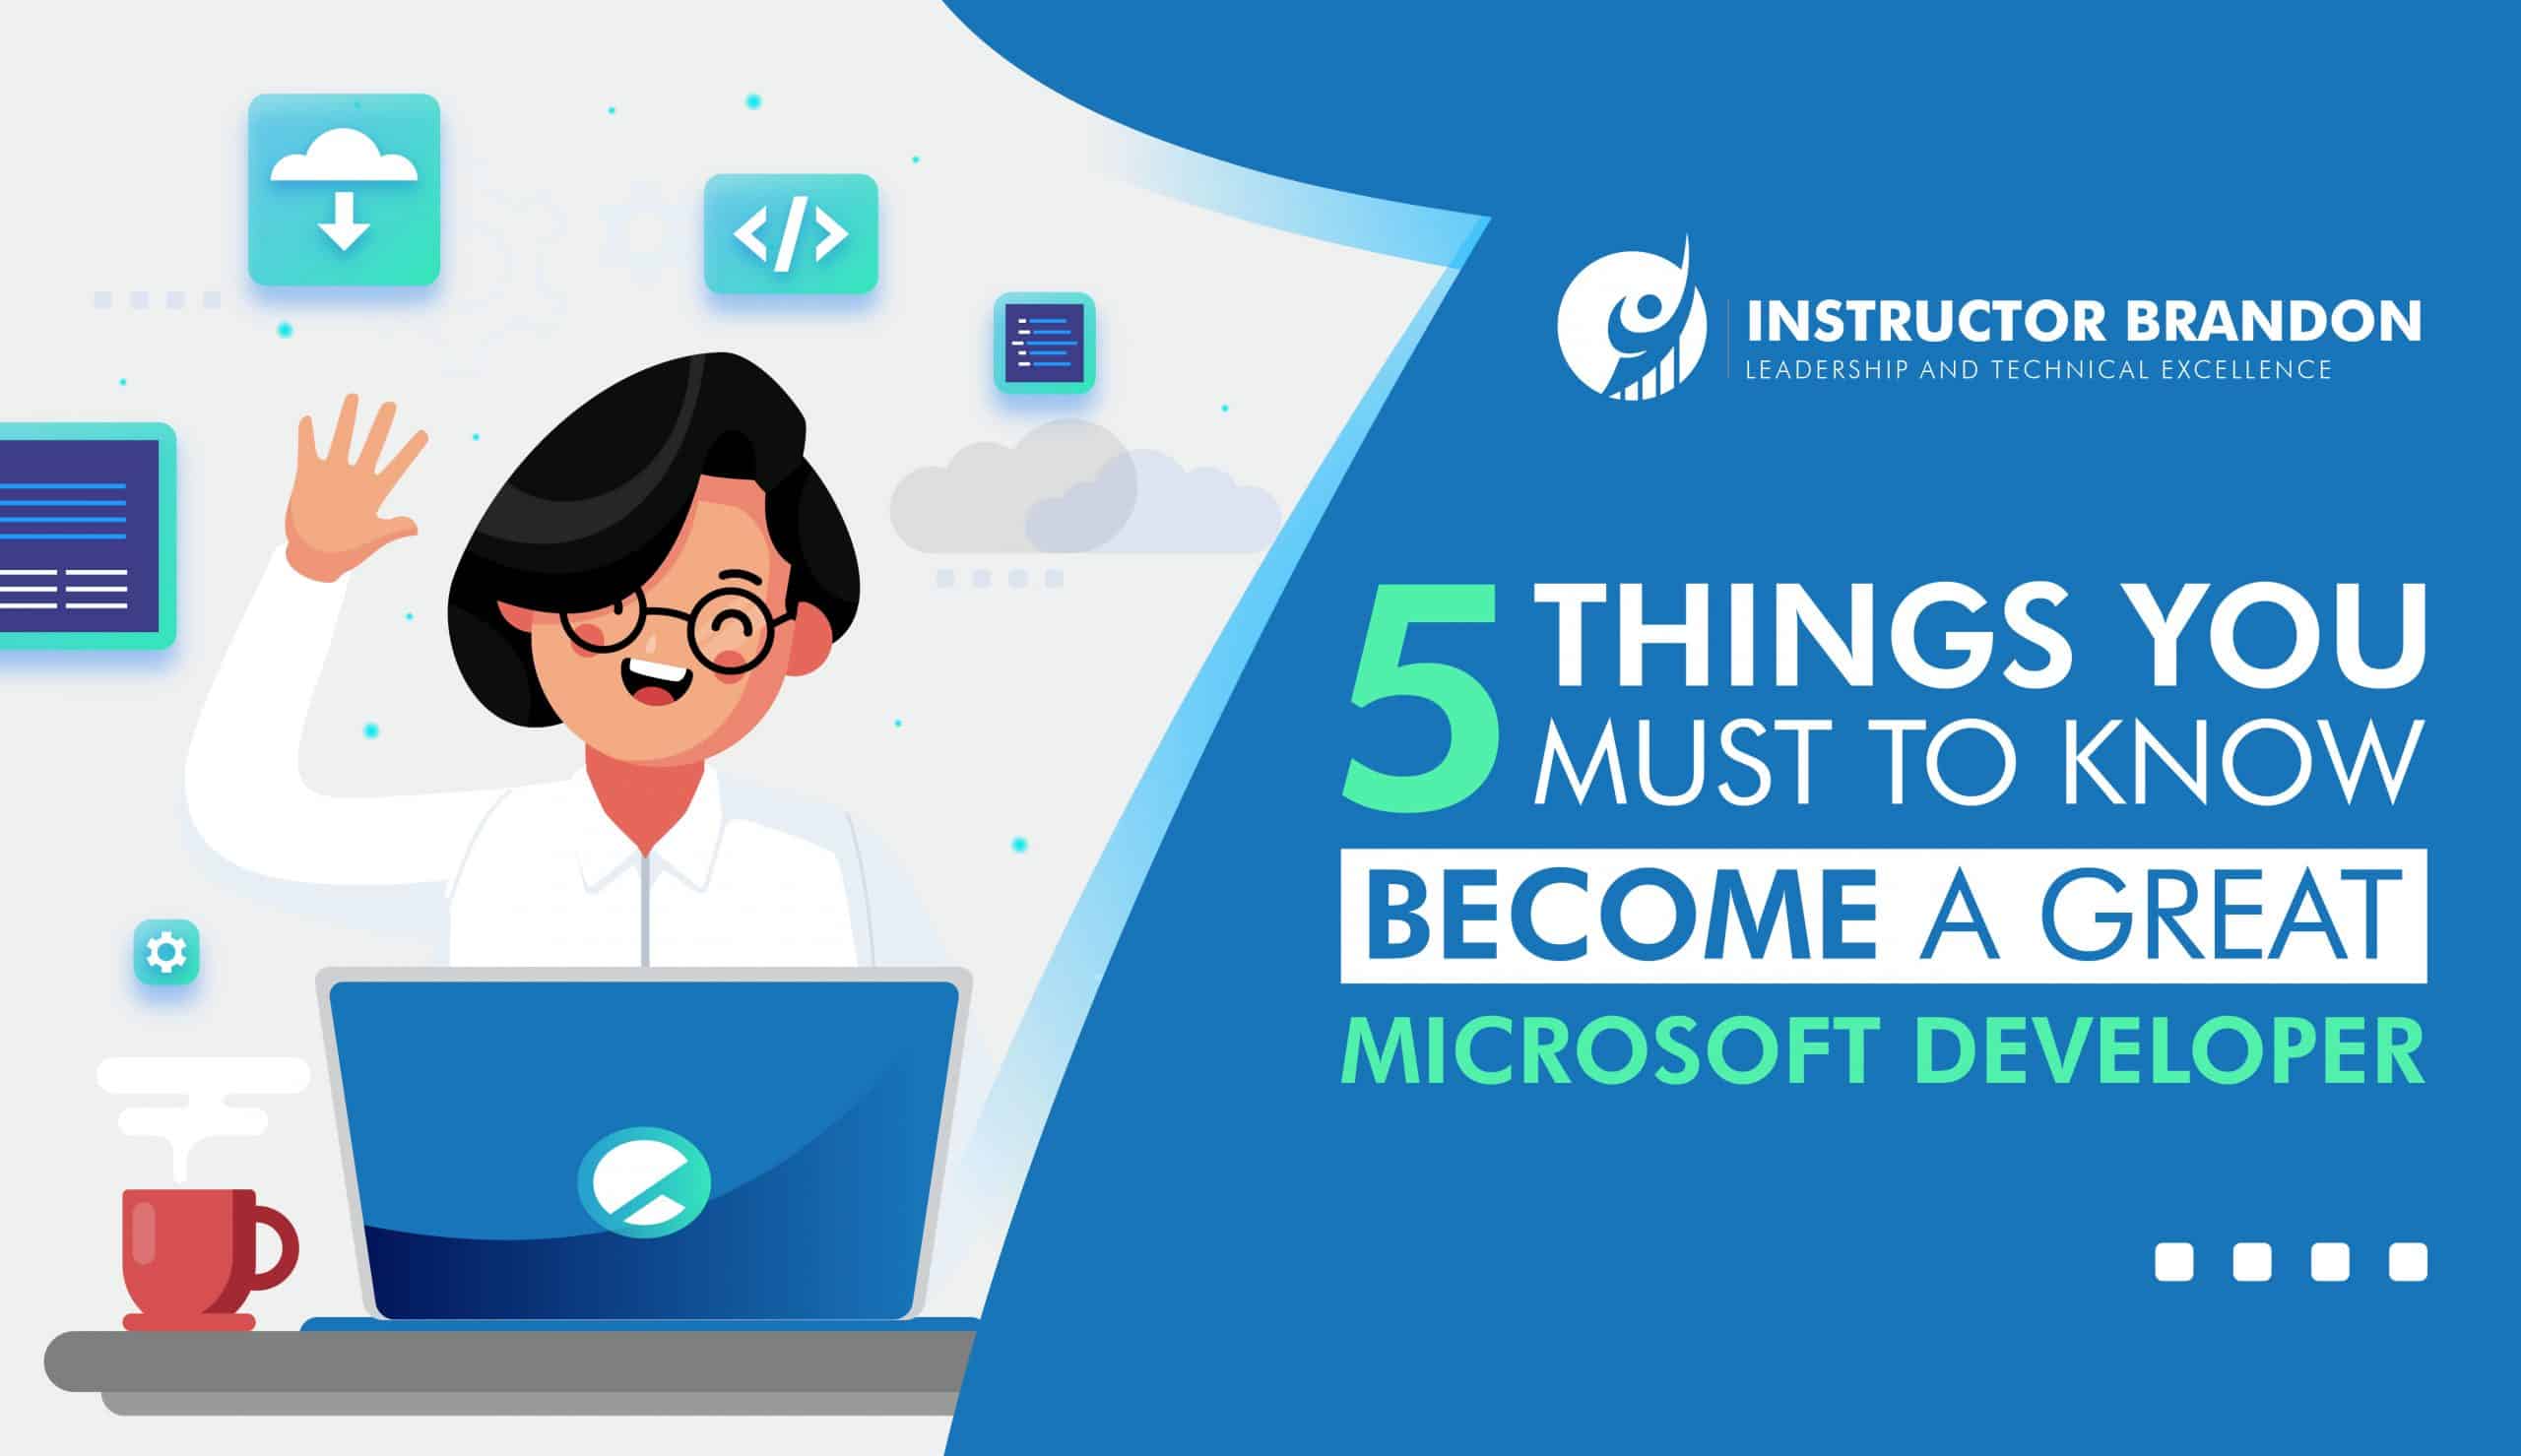 </>
INSTRUCTOR BRANDON
LEADERSHIP AND TECHNICAL EXCELLENCE
5 THINGS YOU
MUST TO KNOW
BECOME A GREAT
MICROSOFT DEVELOPER